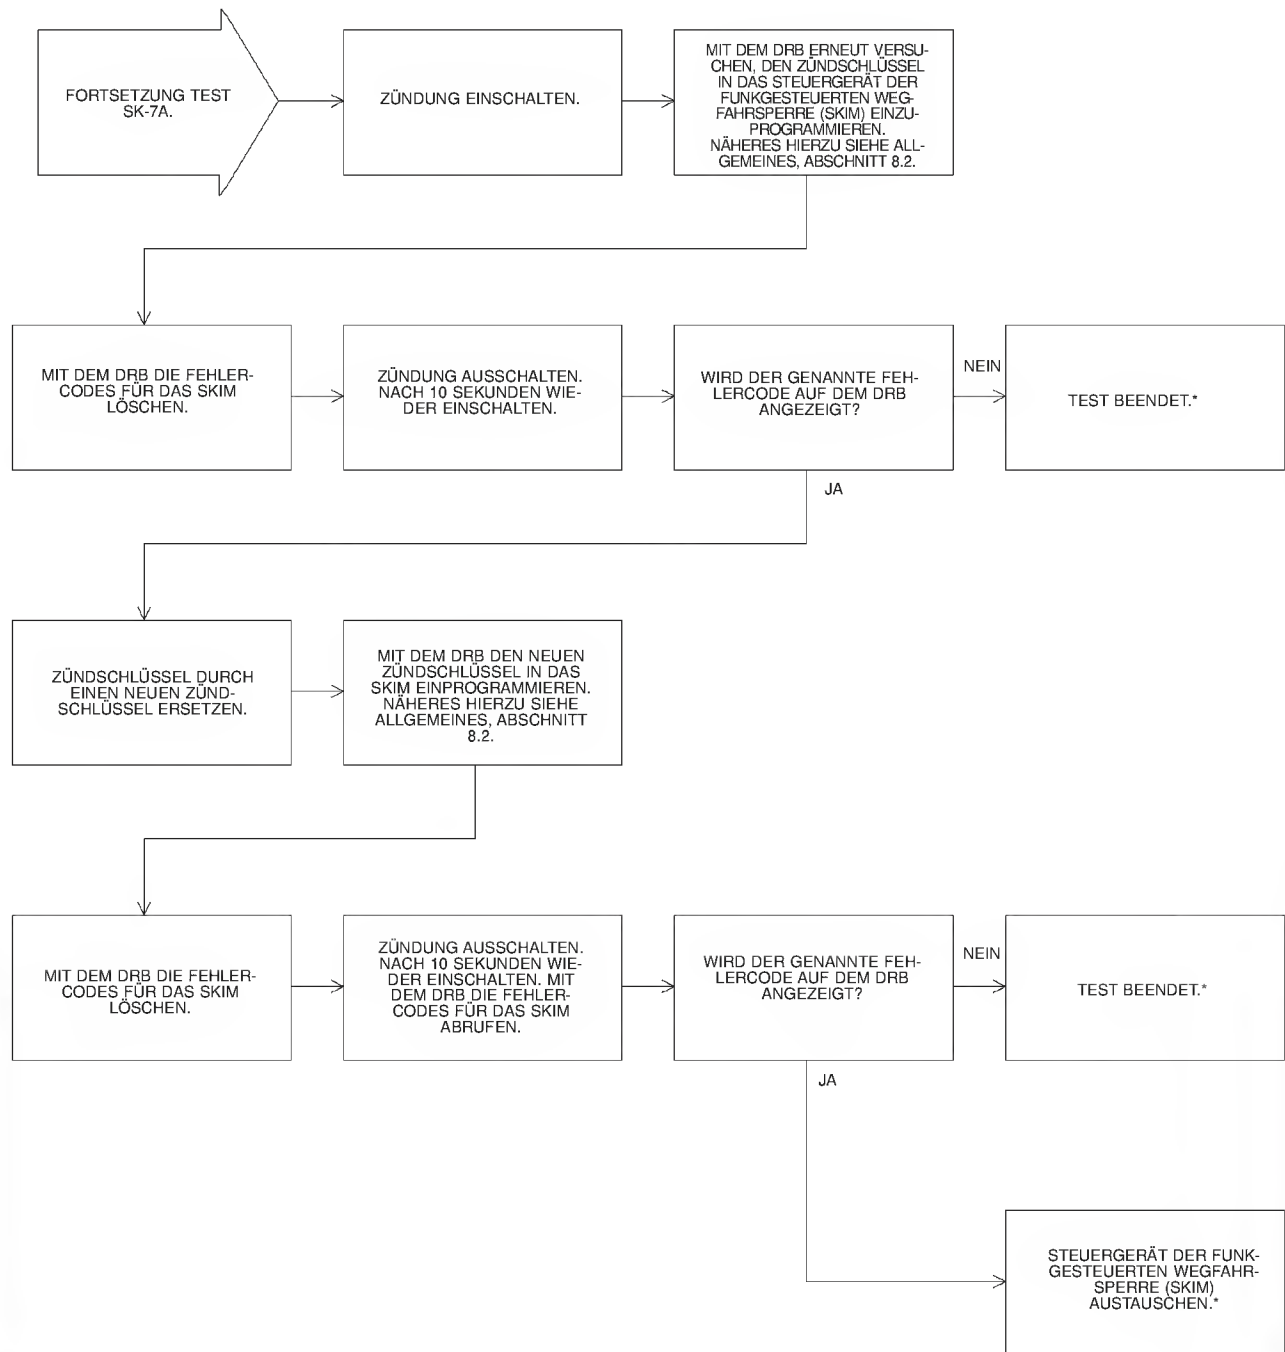 FORTSETZUNG TEST
SK-7A.
ZÜNDUNG EINSCHALTEN.
MIT DEM DRB ERNEUT VERSU-
CHEN, DEN ZÜNDSCHLÜSSEL
IN DAS STEUERGERÄT DER
FUNKGESTEUERTEN WEG-
FAHRSPERRE (SKIM) EINZU-
PROGRAMMIEREN.
NÄHERES HIERZU SIEHE ALL-
GEMEINES, ABSCHNITT 8.2.
MIT DEM DRB DIE FEHLER-
CODES FÜR DAS SKIM
LÖSCHEN.
ZÜNDUNG AUSSCHALTEN.
NACH 10 SEKUNDEN WIE-
DER EINSCHALTEN.
WIRD DER GENANNTE FEH-
LERCODE AUF DEM DRB
ANGEZEIGT?
NEIN
TEST BEENDET.*
JA
ZÜNDSCHLÜSSEL DURCH
EINEN NEUEN ZÜND-
SCHLÜSSEL ERSETZEN.
MIT DEM DRB DEN NEUEN
ZÜNDSCHLÜSSEL IN DAS
SKIM EINPROGRAMMIEREN.
NÄHERES HIERZU SIEHE
ALLGEMEINES, ABSCHNITT
8.2.
MIT DEM DRB DIE FEHLER-
CODES FÜR DAS SKIM
LÖSCHEN.
ZÜNDUNG AUSSCHALTEN.
NACH 10 SEKUNDEN WIE-
DER EINSCHALTEN. MIT
DEM DRB DIE FEHLER-
CODES FÜR DAS SKIM
ABRUFEN.
WIRD DER GENANNTE FEH-
LERCODE AUF DEM DRB
ANGEZEIGT?
NEIN
TEST BEENDET.*
JA
STEUERGERÄT DER FUNK-
GESTEUERTEN WEGFAHR-
SPERRE (SKIM)
AUSTAUSCHEN.*